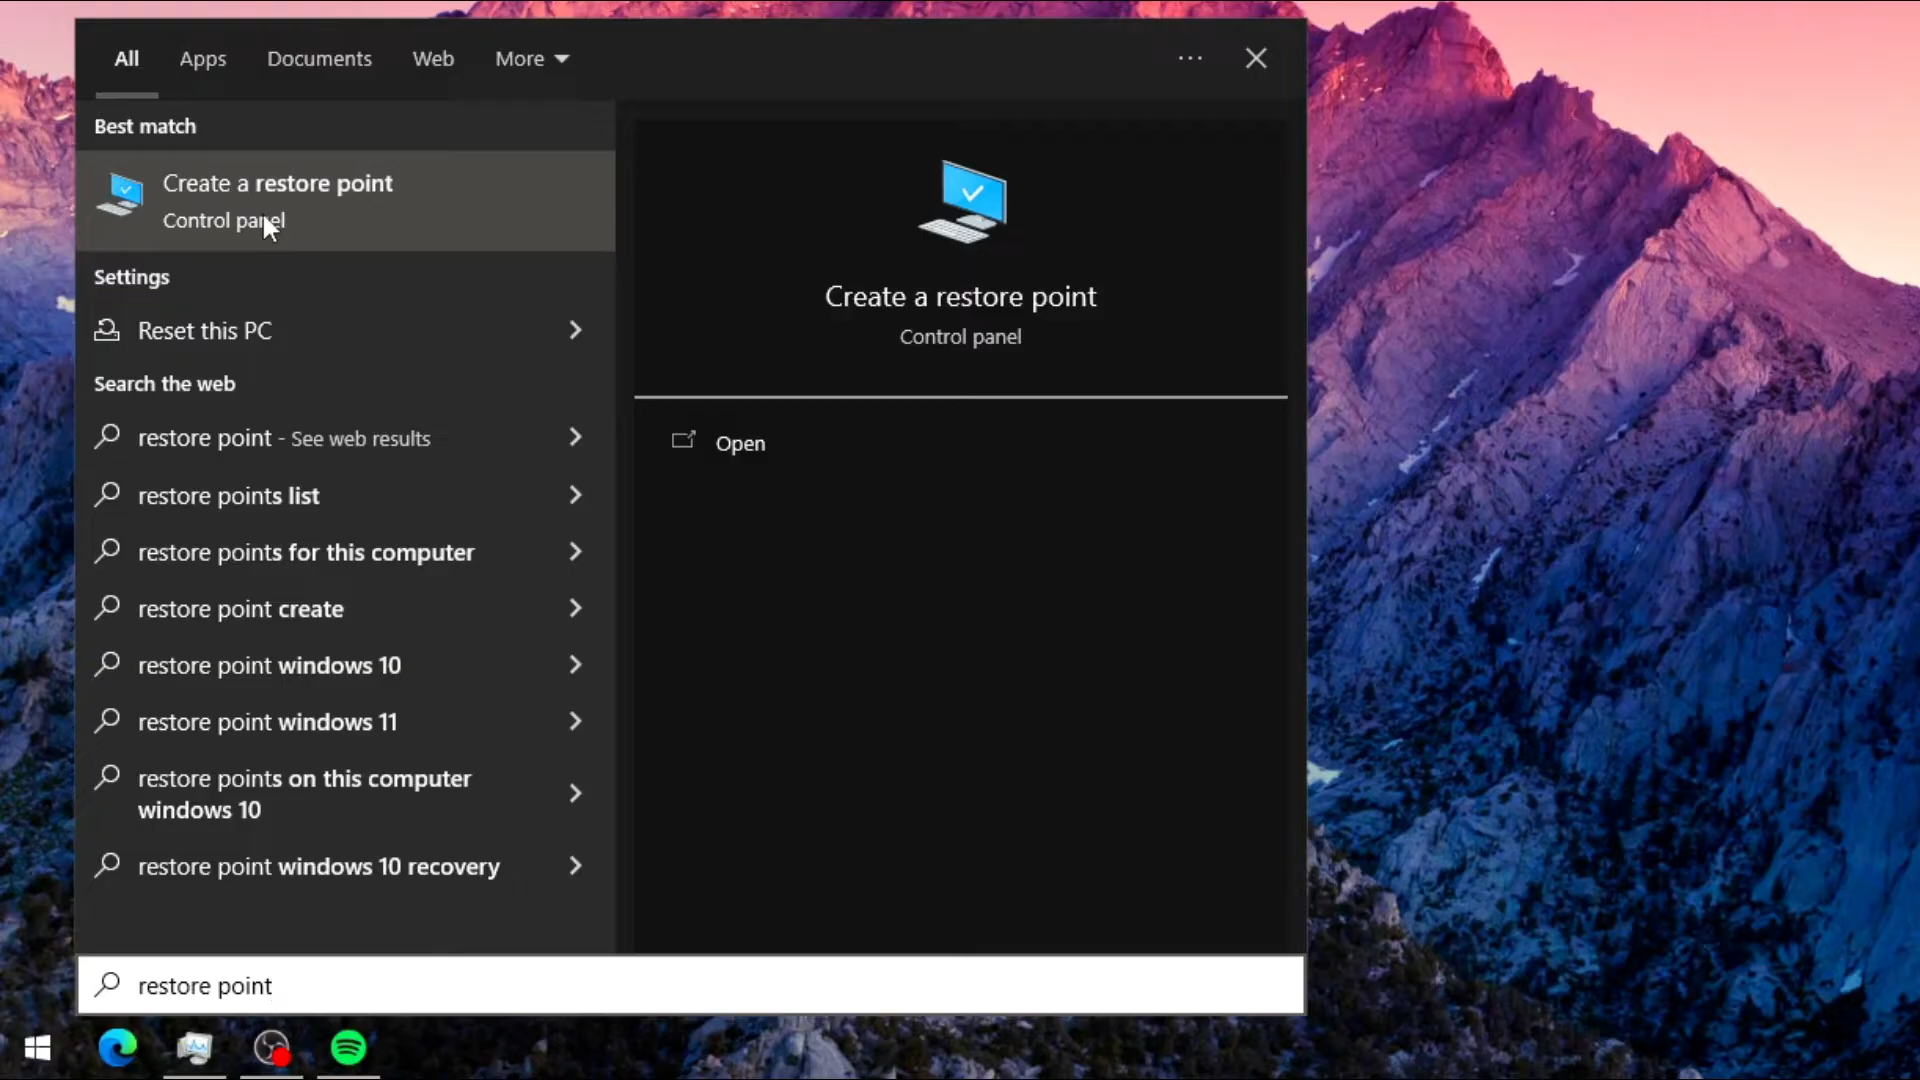 All
Apps
Documents
Web
More
Best match
Create a restore point
Control panel
Settings
Reset this PC
Search the web
restore point - See web results
restore points list
restore points for this computer
restore point create
restore point windows 10
restore point windows 11
restore points on this computer
windows 10
restore point windows 10 recovery
Create a restore point
Control panel
Open
restore point